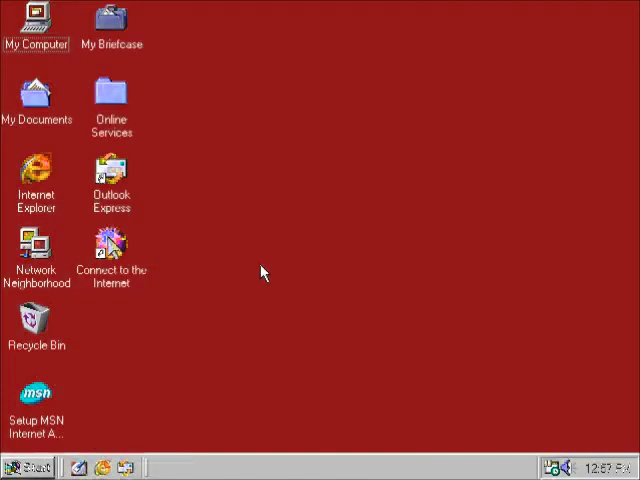 My Computer
My Briefcase
My Documents
Online
Services
Internet
Explorer
Outlook
Express
Network
Neighborhood
Connect to the
Internet
Recycle Bin
msn
Setup MSN
Internet A...
Start
12:57 PM